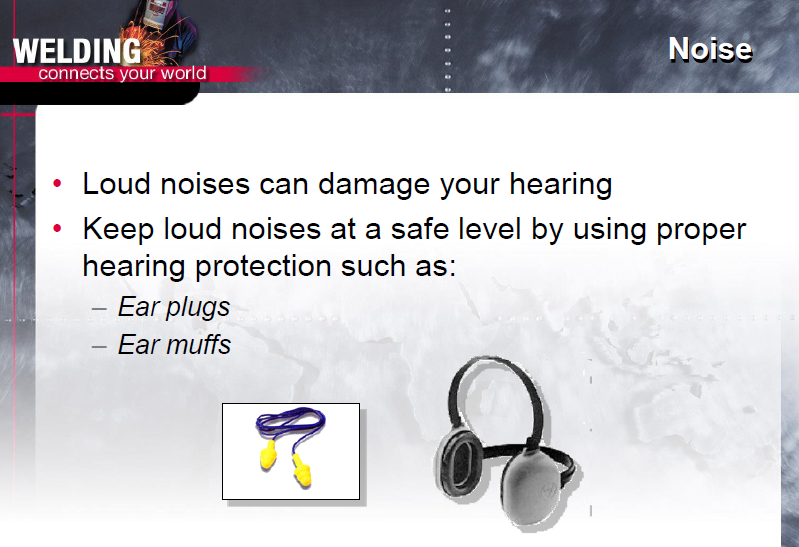 WELDING
connects your world
Noise
• Loud noises can damage your hearing
• Keep loud noises at a safe level by using proper
hearing protection such as:
– Ear plugs
– Ear muffs